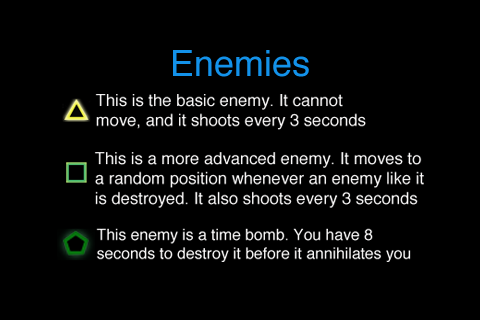 Enemies
This is the basic enemy. It cannot
move, and it shoots every 3 seconds
This is a more advanced enemy. It moves to
a random position whenever an enemy like it
is destroyed. It also shoots every 3 seconds
This enemy is a time bomb. You have 8
seconds to destroy it before it annihilates you